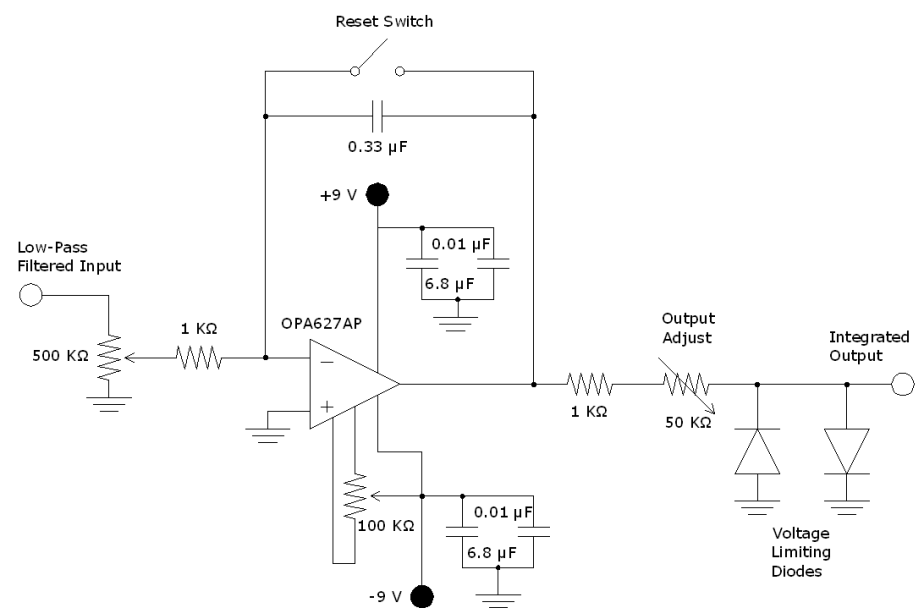 Reset Switch
0.33 µF
+9 V
0.01 µF
6.8 µF
Low-Pass
Filtered Input
500 KΩ
1 KΩ
OPA627AP
−
+
100 KΩ
0.01 µF
6.8 µF
-9 V
1 KΩ
Output
Adjust
50 KΩ
Integrated
Output
Voltage
Limiting
Diodes